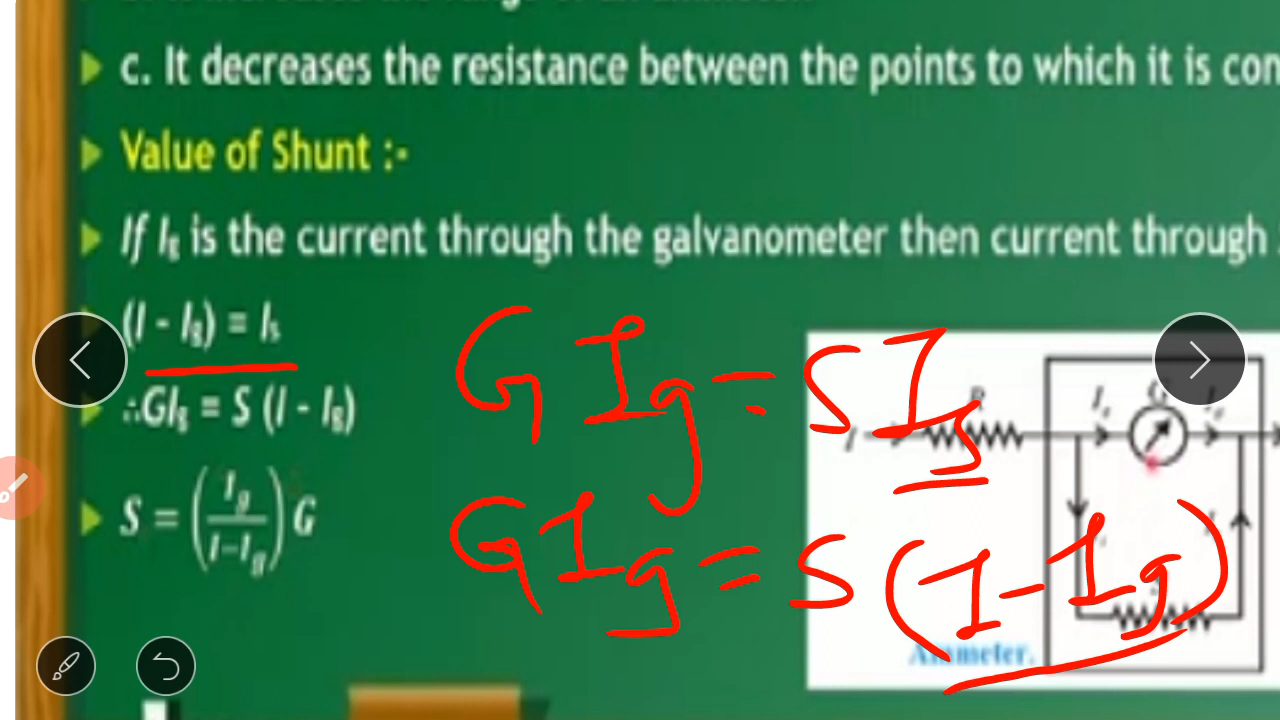 c. It decreases the resistance between the points to which it is con
Value of Shunt :-
If Ig is the current through the galvanometer then current through
(I - Ig) = Is
∴GIg = S (I - Ig)
S = (Ig/I-Ig) G
G Ig = S Is
G Ig = S (I - Ig)
R
I
G
Ammeter.